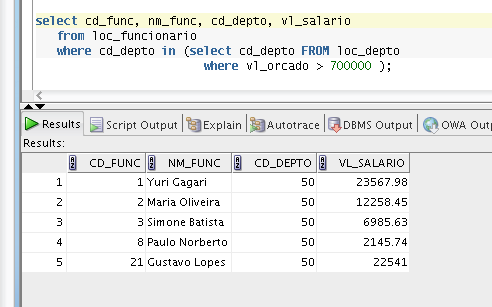 select cd_func, nm_func, cd_depto, vl_salario
from loc_funcionario
where cd_depto in (select cd_depto FROM loc_depto
where vl_orcado > 700000 );
Results Script Output Explain Autotrace DBMS Output OWA Output
Results:
CD_FUNC NM_FUNC CD_DEPTO VL_SALARIO
1 1 Yuri Gagari 50 23567.98
2 2 Maria Oliveira 50 12258.45
3 3 Simone Batista 50 6985.63
4 8 Paulo Norberto 50 2145.74
5 21 Gustavo Lopes 50 22541